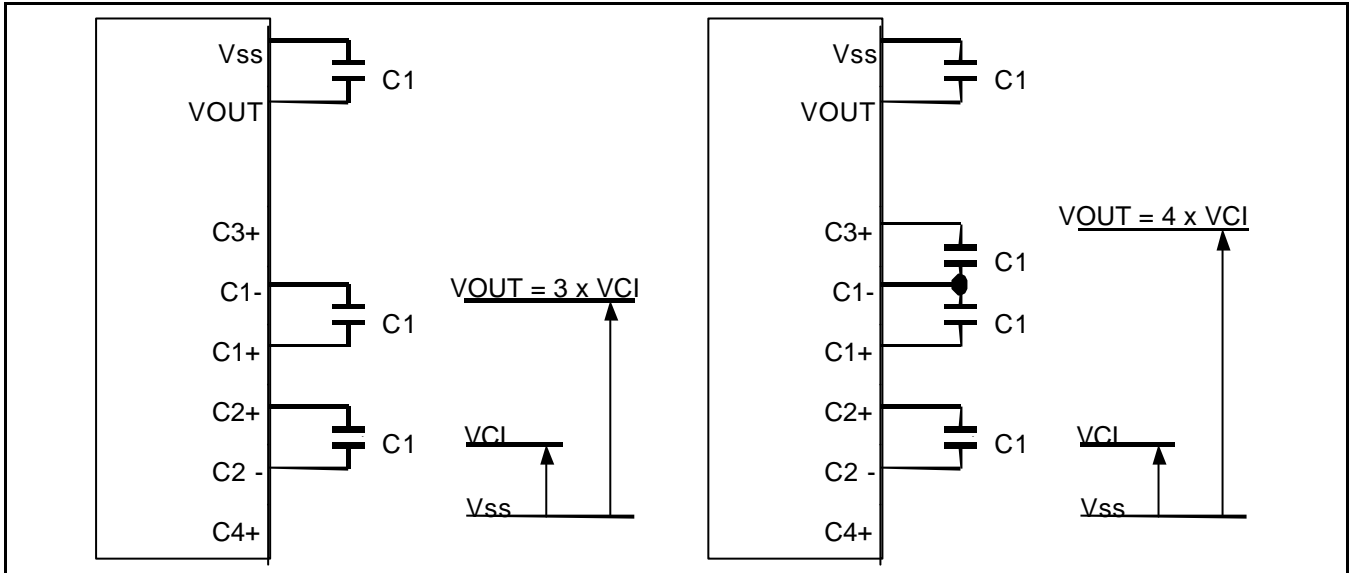 Vss
C1
VOUT
C3+
C1-
C1
C1+
C2+
C1
C2 -
C4+
VOUT = 3 x VCI
VCI
Vss
Vss
C1
VOUT
C3+
C1
C1-
C1
C1+
C2+
C1
C2 -
C4+
VOUT = 4 x VCI
VCI
Vss